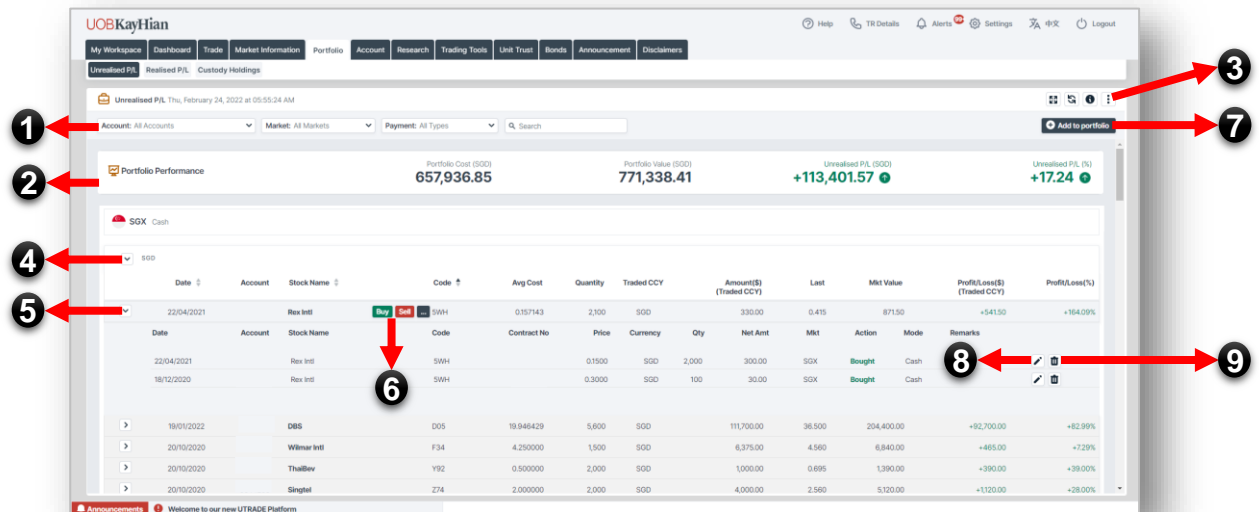 UOBKayHian
Help TR Details Alerts 99+ Settings 中文 Logout
My Workspace Dashboard Trade Market Information Portfolio Account Research Trading Tools Unit Trust Bonds Announcement Disclaimers
Unrealised P/L Realised P/L Custody Holdings
3
Unrealised P/L Thu, February 24, 2022 at 05:55:24 AM
1 Account: All Accounts Market: All Markets Payment: All Types Search Add to portfolio 7
2 Portfolio Performance
Portfolio Cost (SGD) Portfolio Value (SGD) Unrealised P/L (SGD) Unrealised P/L (%)
657,936.85 771,338.41 +113,401.57 +17.24
SGX Cash
4 SGD
Date Account Stock Name Code Avg Cost Quantity Traded CCY Amount($) (Traded CCY) Last Mkt Value Profit/Loss($) (Traded CCY) Profit/Loss(%)
5 22/04/2021 Rex Intl Buy Sell ... 5WH 0.157143 2,100 SGD 330.00 0.415 871.50 +541.50 +164.09%
Date Account Stock Name Code Contract No Price Currency Qty Net Amt Mkt Action Mode Remarks
22/04/2021 Rex Intl 5WH 0.1500 SGD 2,000 300.00 SGX Bought Cash 8 9
18/12/2020 Rex Intl 5WH 0.3000 SGD 100 30.00 SGX Bought Cash
6
19/01/2022 DBS D05 19.946429 5,600 SGD 111,700.00 36.500 204,400.00 +92,700.00 +82.99%
20/10/2020 Wilmar Intl F34 4.250000 1,500 SGD 6,375.00 4.560 6,840.00 +465.00 +7.29%
20/10/2020 ThaiBev Y92 0.500000 2,000 SGD 1,000.00 0.695 1,390.00 +390.00 +39.00%
20/10/2020 Singtel Z74 2.000000 2,000 SGD 4,000.00 2.560 5,120.00 +1,120.00 +28.00%
Announcements Welcome to our new UTRADE Platform